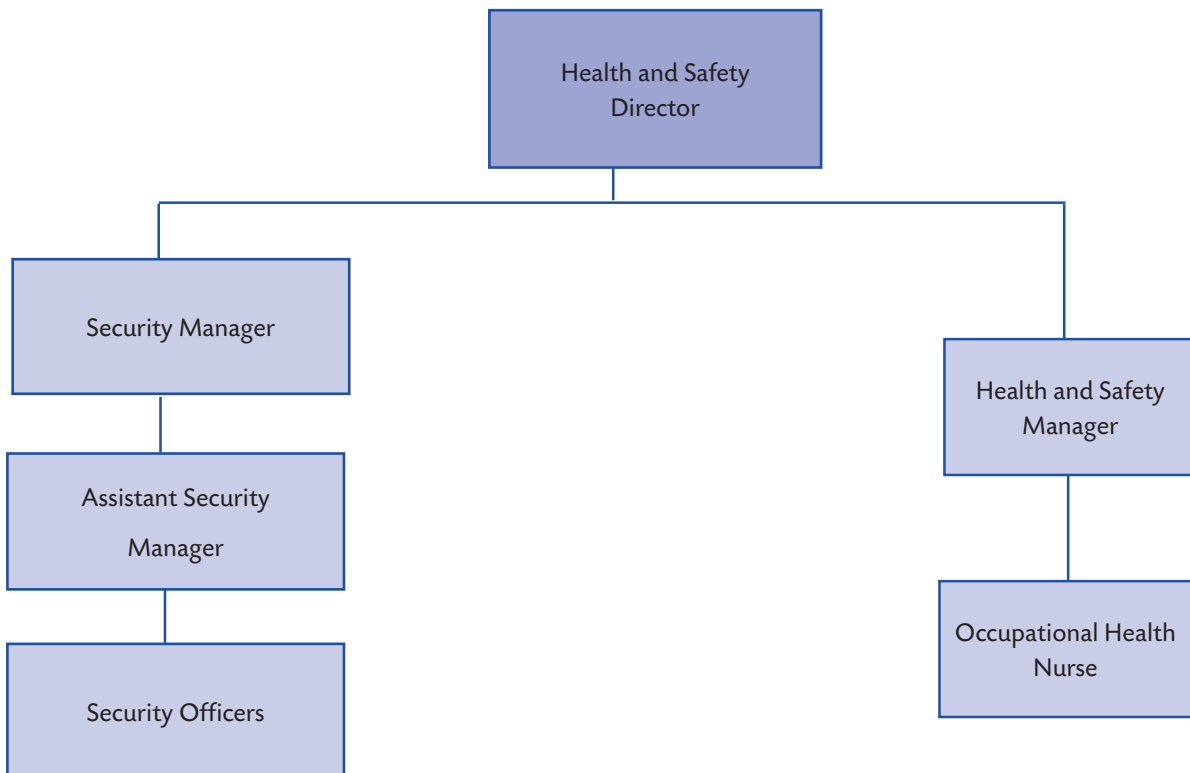 Health and Safety
Director
Security Manager
Health and Safety
Manager
Assistant Security
Manager
Occupational Health
Nurse
Security Officers